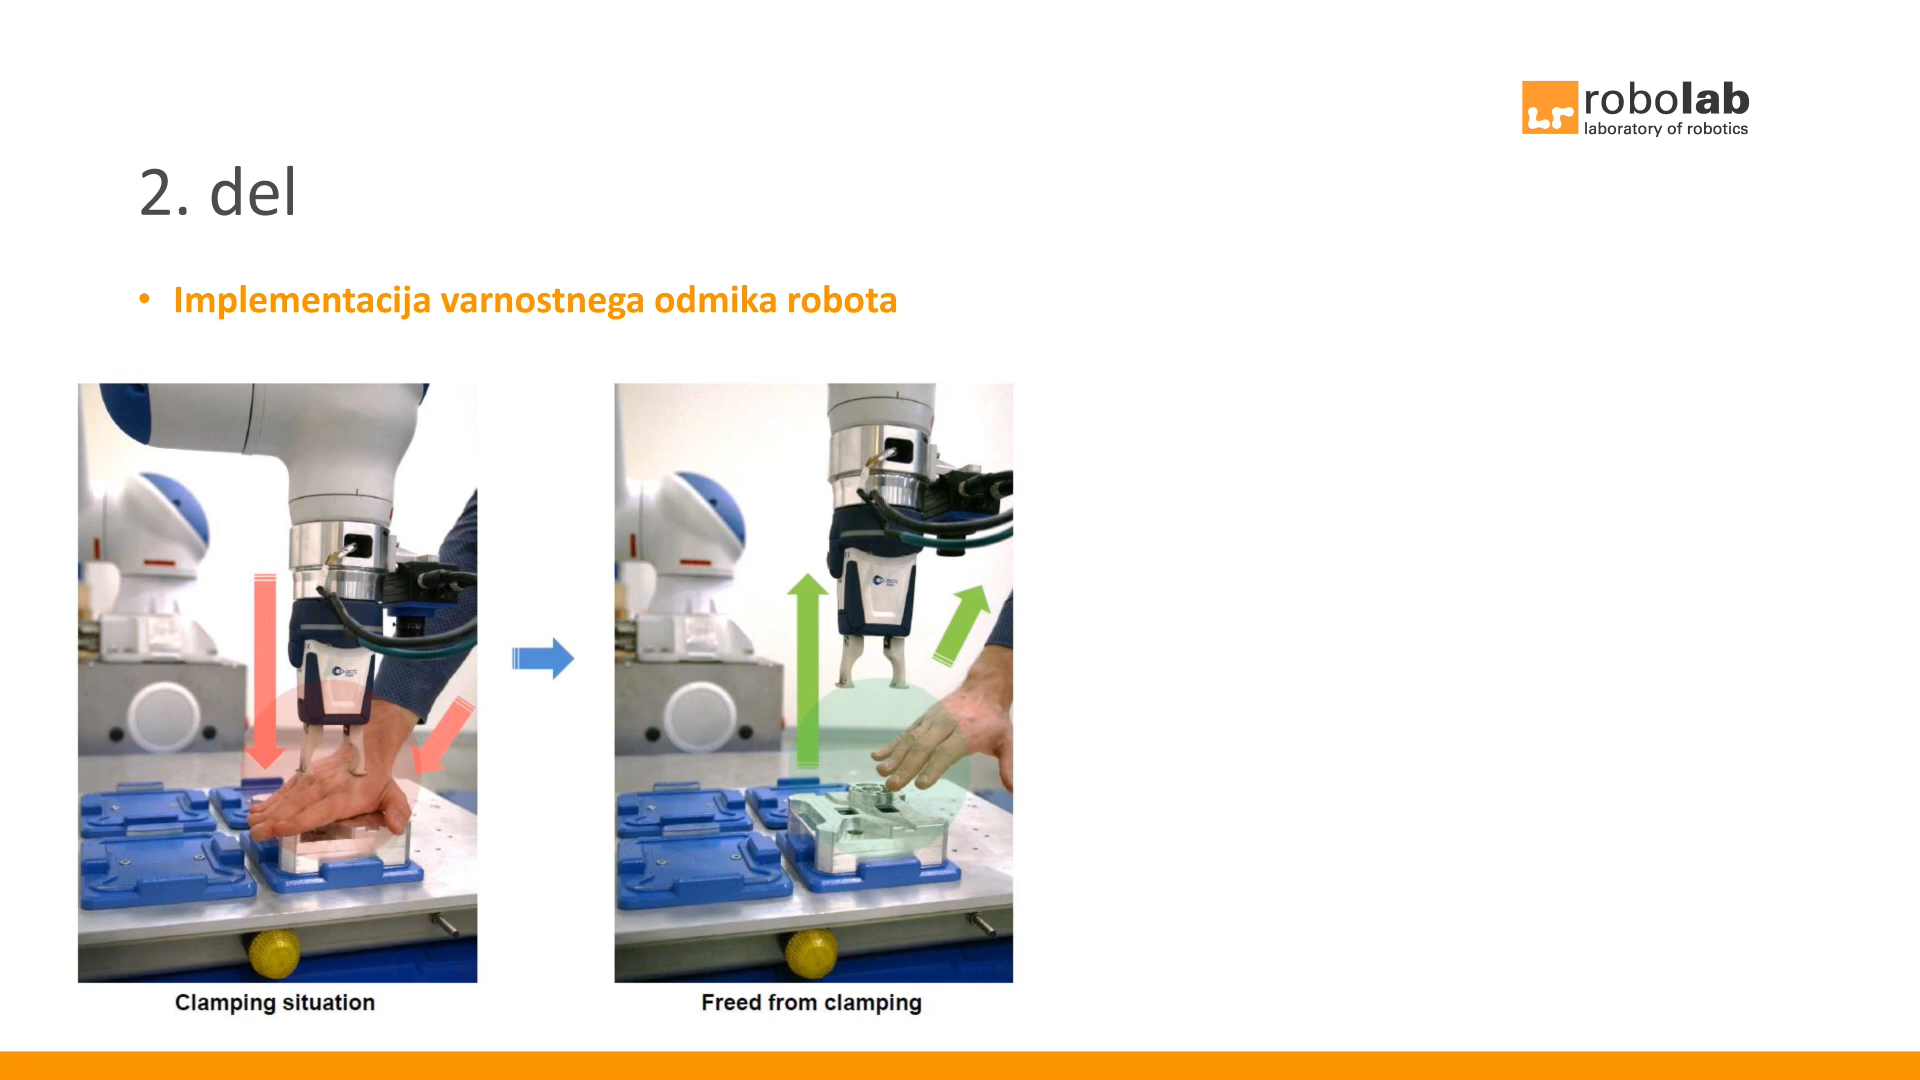 robolab
laboratory of robotics
2. del
• Implementacija varnostnega odmika robota
Clamping situation
Freed from clamping